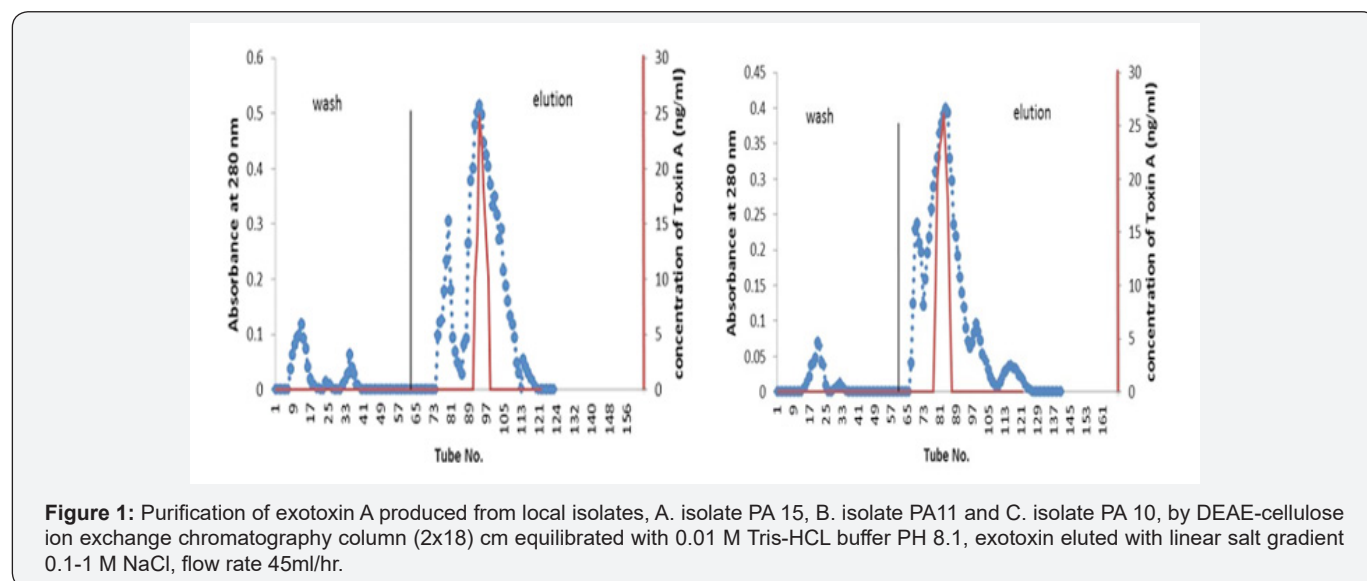 0.6
0.5
0.4
0.3
0.2
0.1
0
Absorbance at 280 nm
wash
elution
30
25
20
15
10
5
0
concentration of Toxin A (ng/ml)
1 9 17 25 33 41 49 57 65 73 81 89 97 105 113 121 124 132 140 148 156
Tube No.
0.45
0.4
0.35
0.3
0.25
0.2
0.15
0.1
0.05
0
Absorbance at 280 nm
wash
elution
30
25
20
15
10
5
0
concentration of Toxin A (ng/ml)
1 9 17 25 33 41 49 57 65 73 81 89 97 105 113 121 129 137 145 153 161
Tube No.
Figure 1: Purification of exotoxin A produced from local isolates, A. isolate PA 15, B. isolate PA11 and C. isolate PA 10, by DEAE-cellulose
ion exchange chromatography column (2x18) cm equilibrated with 0.01 M Tris-HCL buffer PH 8.1, exotoxin eluted with linear salt gradient
0.1-1 M NaCl, flow rate 45ml/hr.